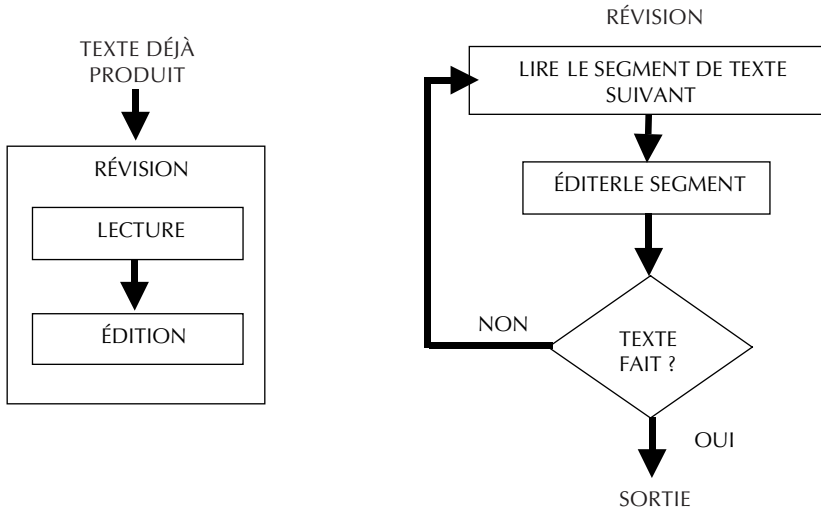 TEXTE DÉJÀ
PRODUIT
RÉVISION
LECTURE
ÉDITION
RÉVISION
LIRE LE SEGMENT DE TEXTE
SUIVANT
ÉDITERLE SEGMENT
NON
TEXTE
FAIT ?
OUI
SORTIE